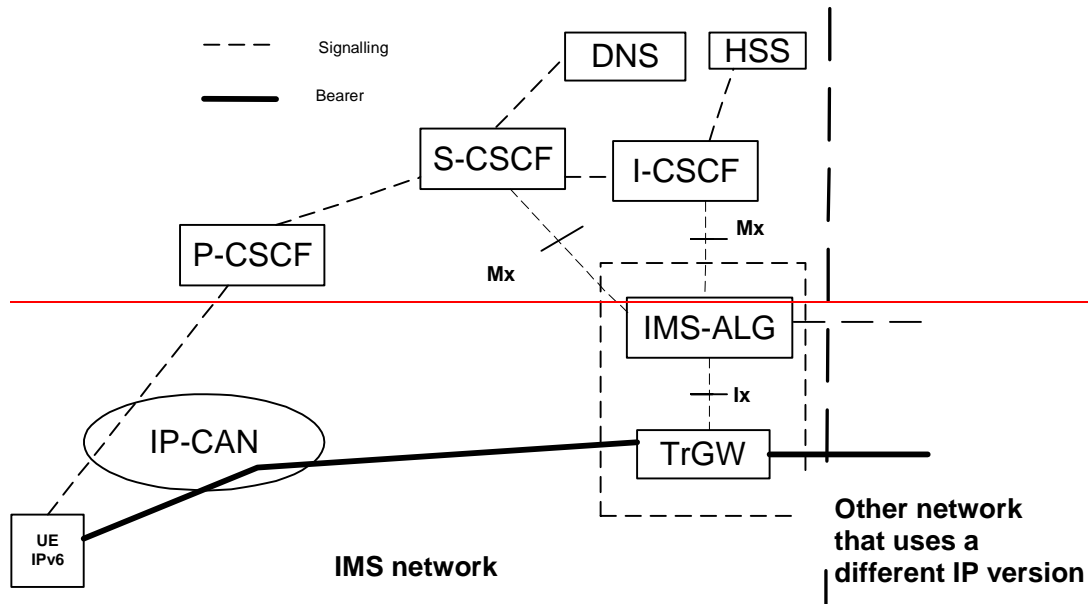 Signalling
Bearer
DNS
HSS
S-CSCF
I-CSCF
P-CSCF
Mx
Mx
IMS-ALG
Ix
IP-CAN
TrGW
UE
IPv6
IMS network
Other network
that uses a
different IP version